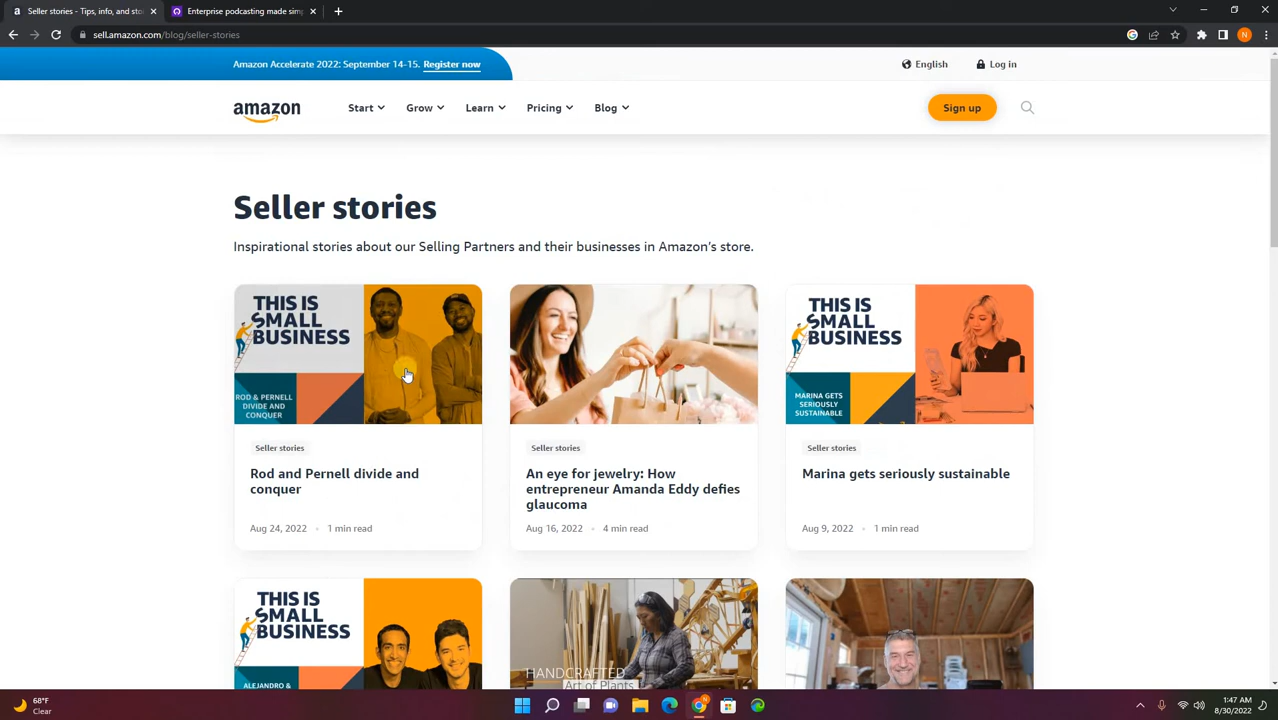 Seller stories - Tips, info, and sto
Enterprise podcasting made simp
sell.amazon.com/blog/seller-stories
N
Amazon Accelerate 2022: September 14-15. Register now
English
Log in
amazon
Start
Grow
Learn
Pricing
Blog
Sign up
Seller stories
Inspirational stories about our Selling Partners and their businesses in Amazon's store.
THIS IS
SMALL
BUSINESS
ROD & PERNELL
DIVIDE AND
CONQUER
Seller stories
Rod and Pernell divide and
conquer
Aug 24, 2022 • 1 min read
Seller stories
An eye for jewelry: How
entrepreneur Amanda Eddy defies
glaucoma
Aug 16, 2022 • 4 min read
THIS IS
SMALL
BUSINESS
MARINA GETS
SERIOUSLY
SUSTAINABLE
Seller stories
Marina gets seriously sustainable
Aug 9, 2022 • 1 min read
THIS IS
SMALL
BUSINESS
ALEJANDRO &
HANDCRAFTED
Art of Plants
68°F
Clear
1:47 AM
8/30/2022